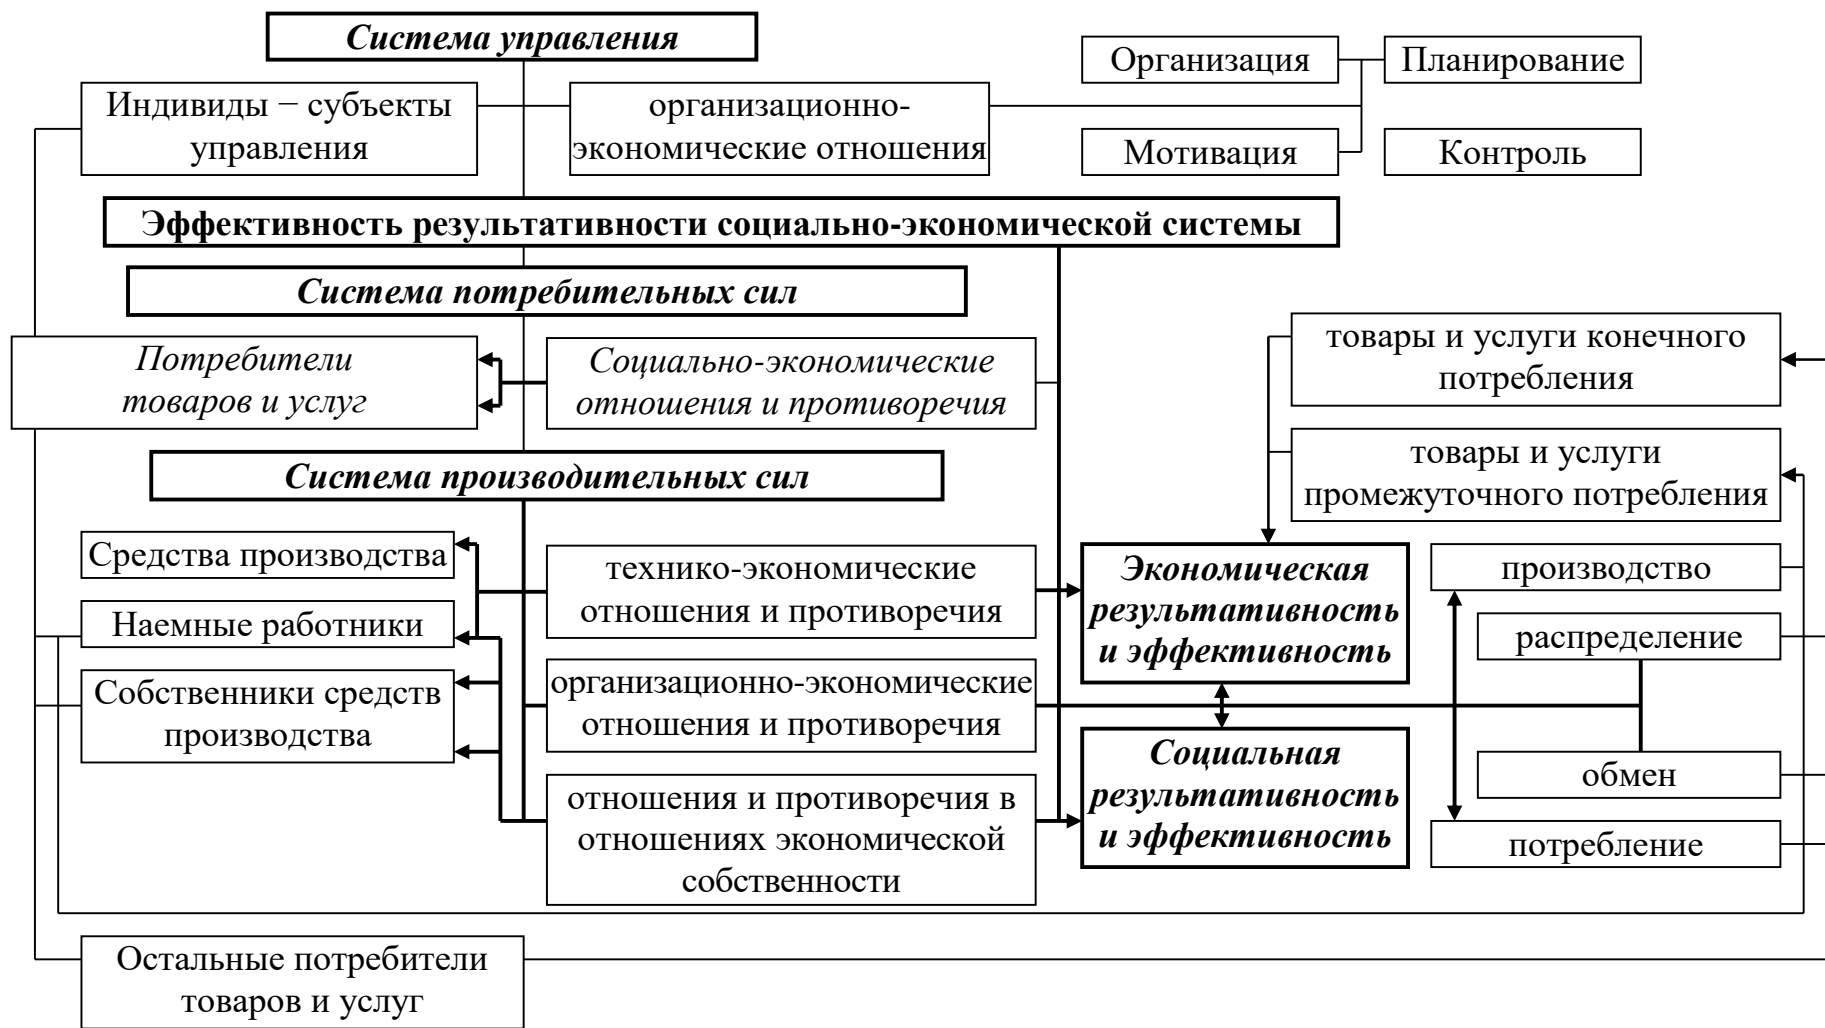 Система управления
Организация
Планирование
Индивиды − субъекты
управления
организационно-
экономические отношения
Мотивация
Контроль
Эффективность результативности социально-экономической системы
Система потребительных сил
Потребители
товаров и услуг
Социально-экономические
отношения и противоречия
товары и услуги конечного
потребления
Система производительных сил
товары и услуги
промежуточного потребления
Средства производства
Наемные работники
Собственники средств
производства
технико-экономические
отношения и противоречия
организационно-экономические
отношения и противоречия
отношения и противоречия в
отношениях экономической
собственности
Экономическая
результативность
и эффективность
Социальная
результативность
и эффективность
производство
распределение
обмен
потребление
Остальные потребители
товаров и услуг